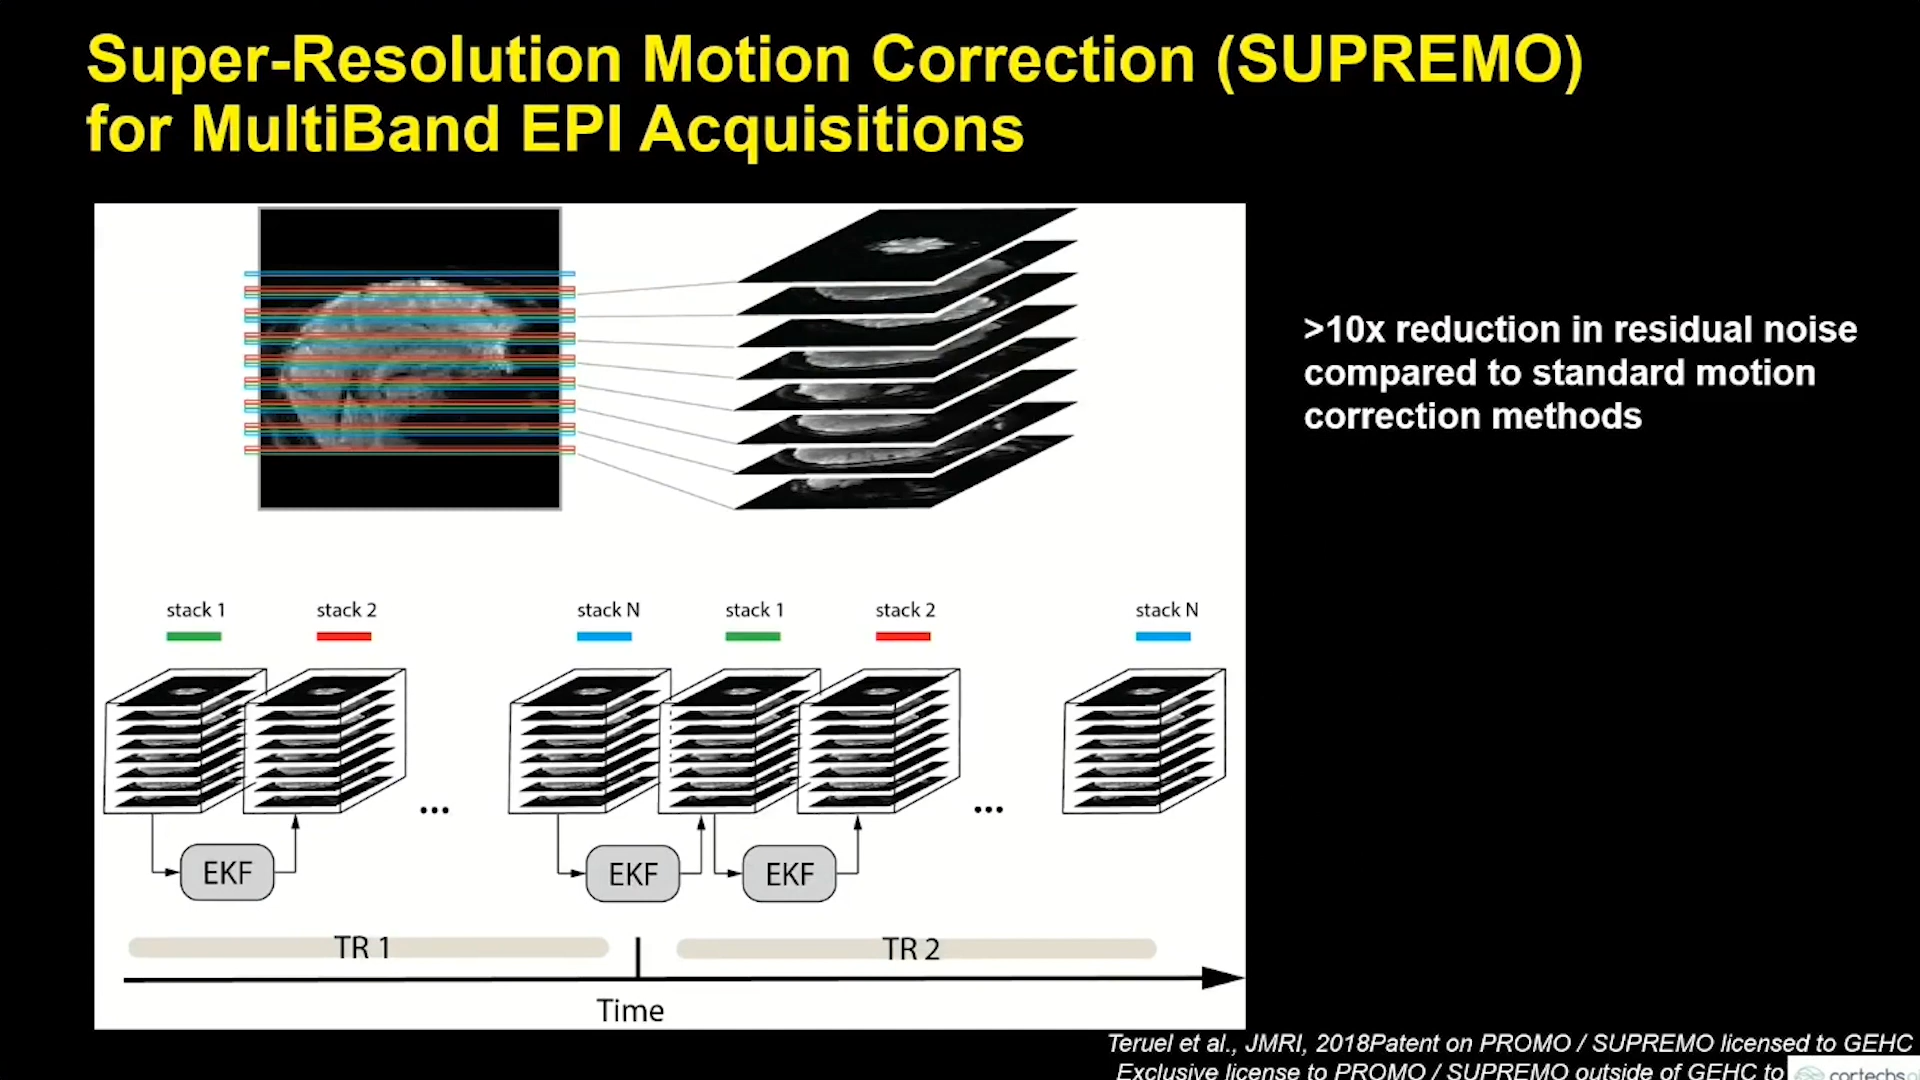 Super-Resolution Motion Correction (SUPREMO)
for MultiBand EPI Acquisitions
>10x reduction in residual noise
compared to standard motion
correction methods
stack 1
stack 2
stack N
stack 1
stack 2
stack N
...
...
EKF
EKF
EKF
TR 1
TR 2
Time
Teruel et al., JMRI, 2018Patent on PROMO / SUPREMO licensed to GEHC
Exclusive license to PROMO / SUPREMO outside of GEHC to